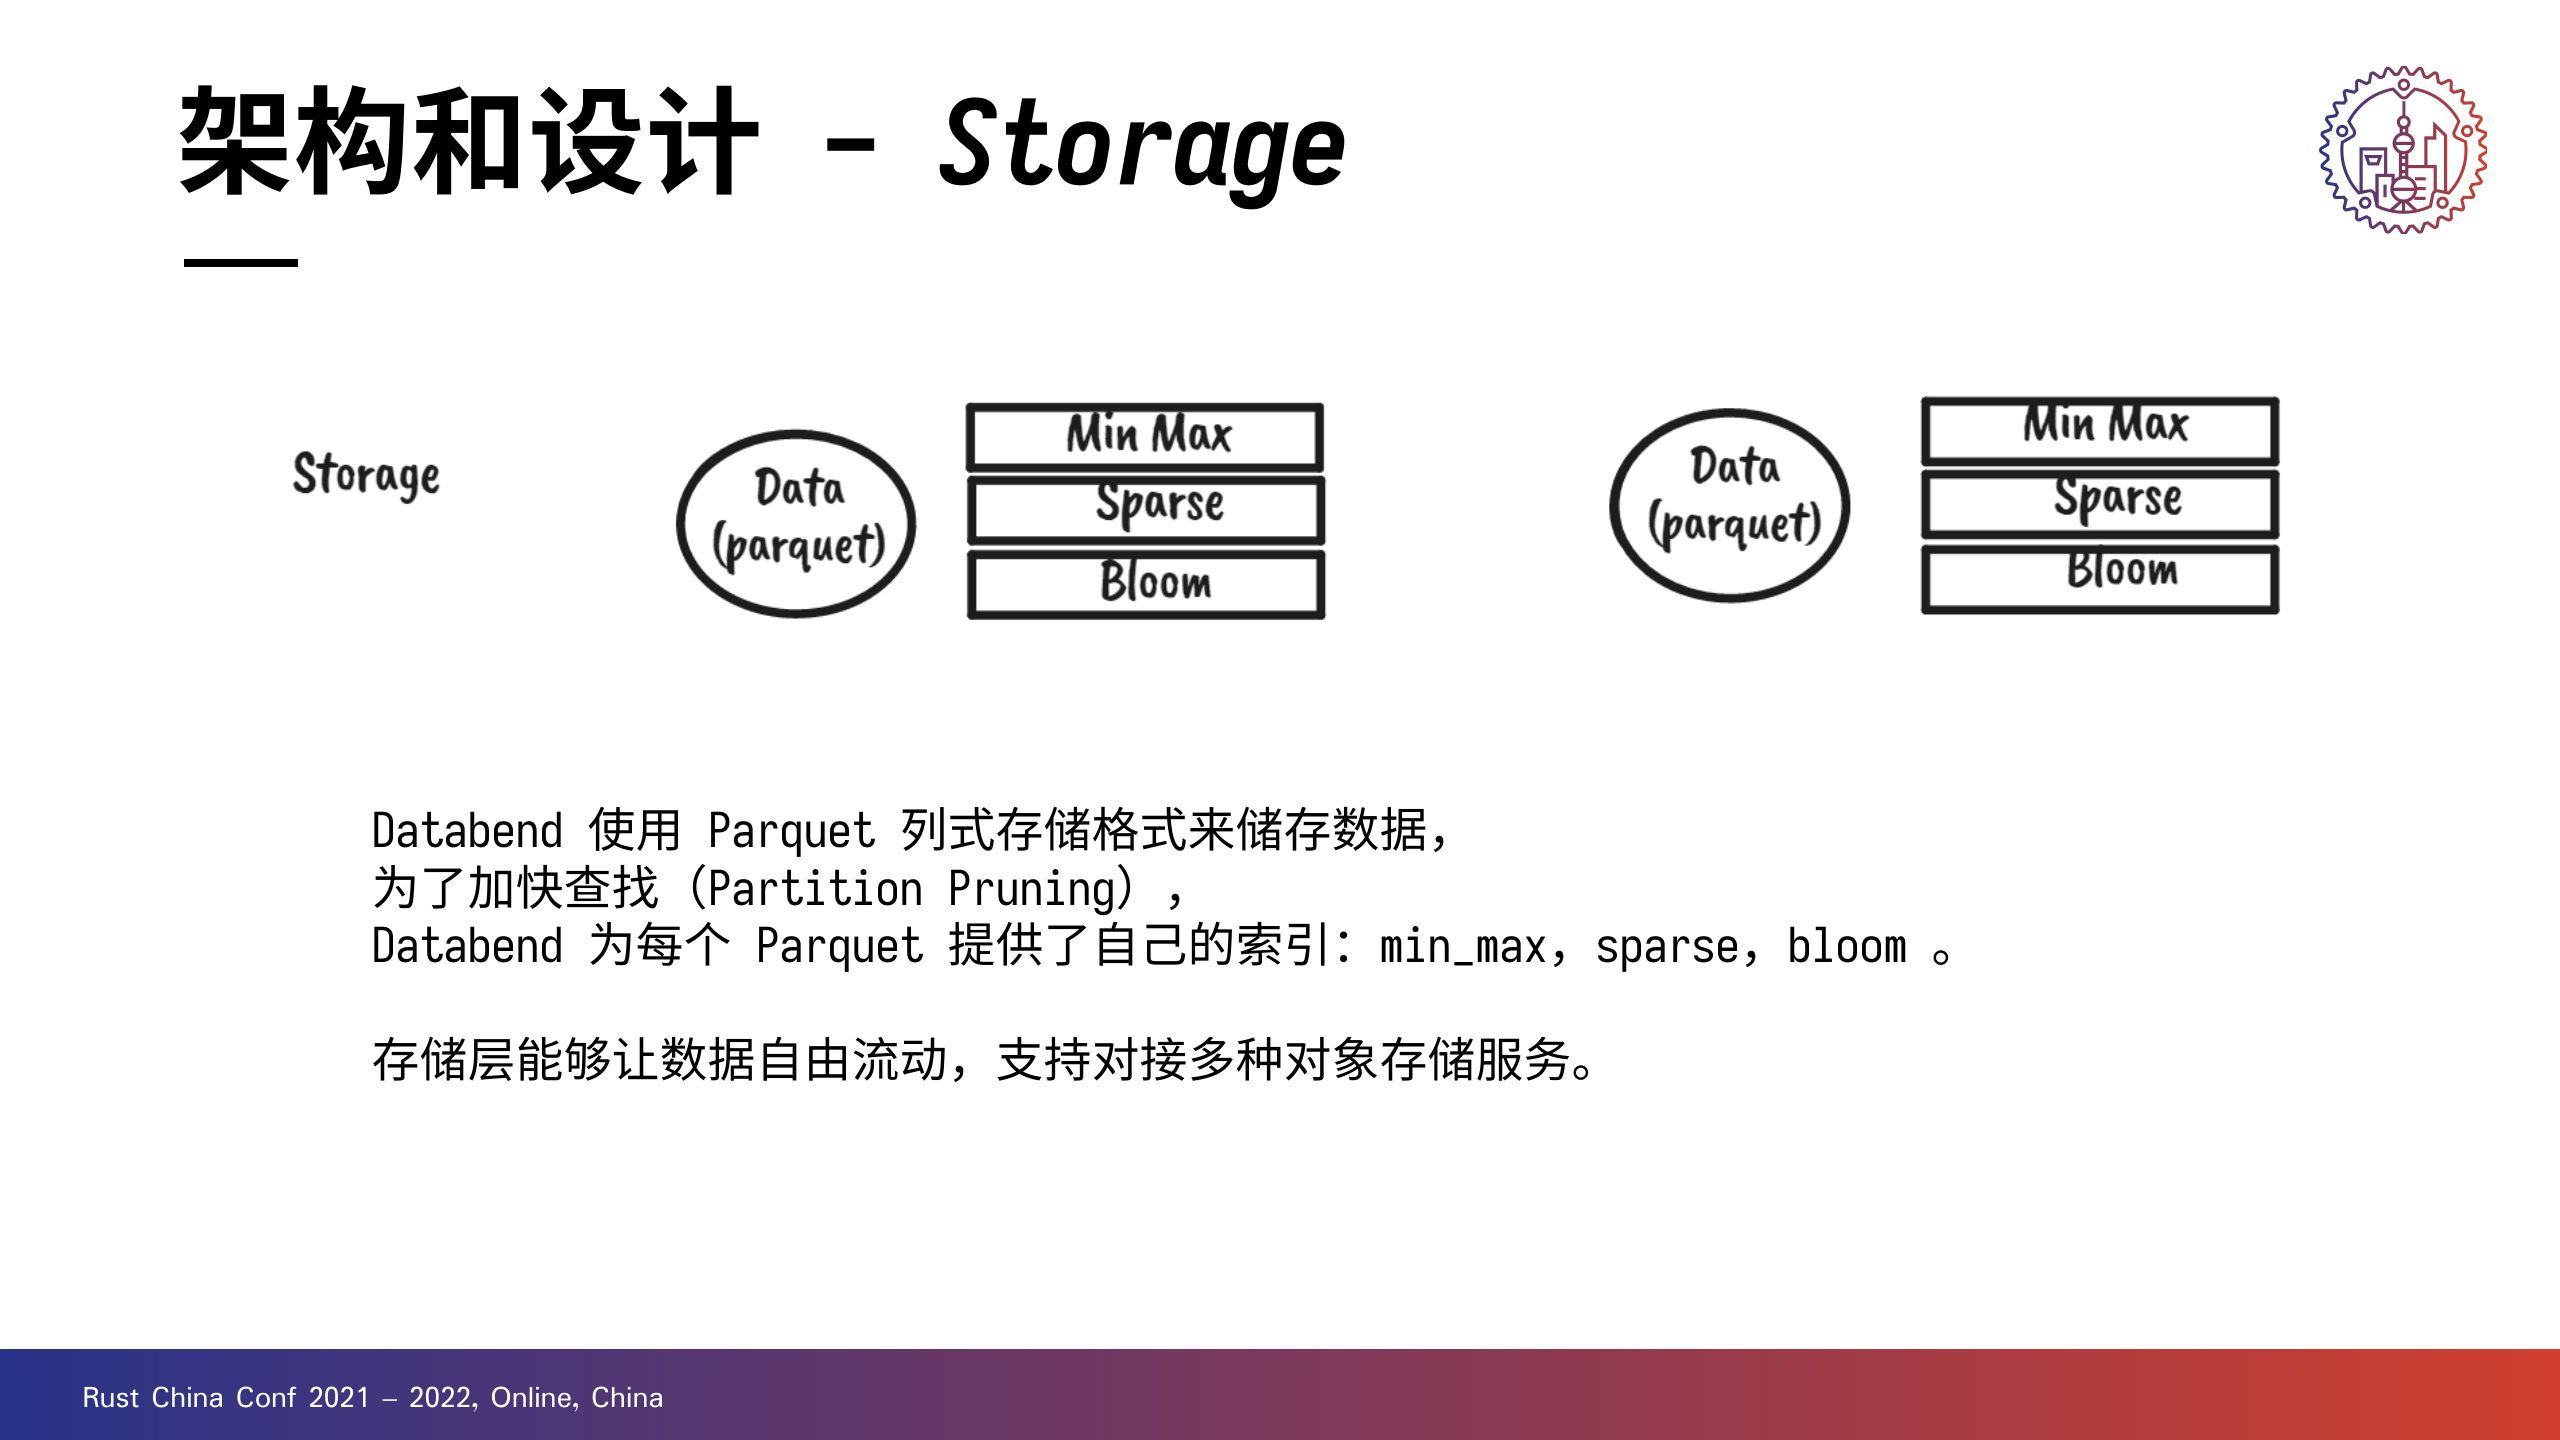 架构和设计 - Storage
Storage
Data
(parquet)
Min Max
Sparse
Bloom
Data
(parquet)
Min Max
Sparse
Bloom
Databend 使用 Parquet 列式存储格式来储存数据，
为了加快查找（Partition Pruning），
Databend 为每个 Parquet 提供了自己的索引：min_max，sparse，bloom 。
存储层能够让数据自由流动，支持对接多种对象存储服务。
Rust China Conf 2021 – 2022, Online, China